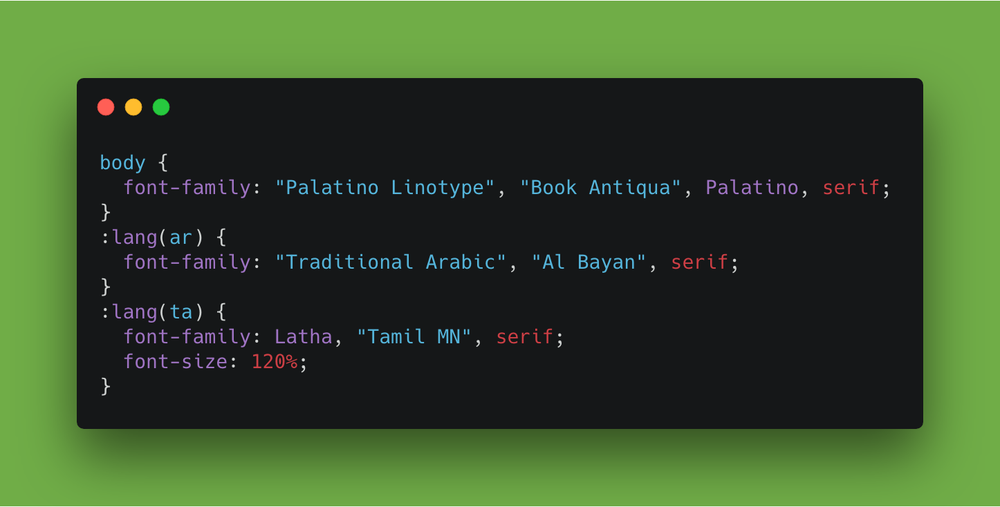 body {
  font-family: "Palatino Linotype", "Book Antiqua", Palatino, serif;
}
:lang(ar) {
  font-family: "Traditional Arabic", "Al Bayan", serif;
}
:lang(ta) {
  font-family: Latha, "Tamil MN", serif;
  font-size: 120%;
}